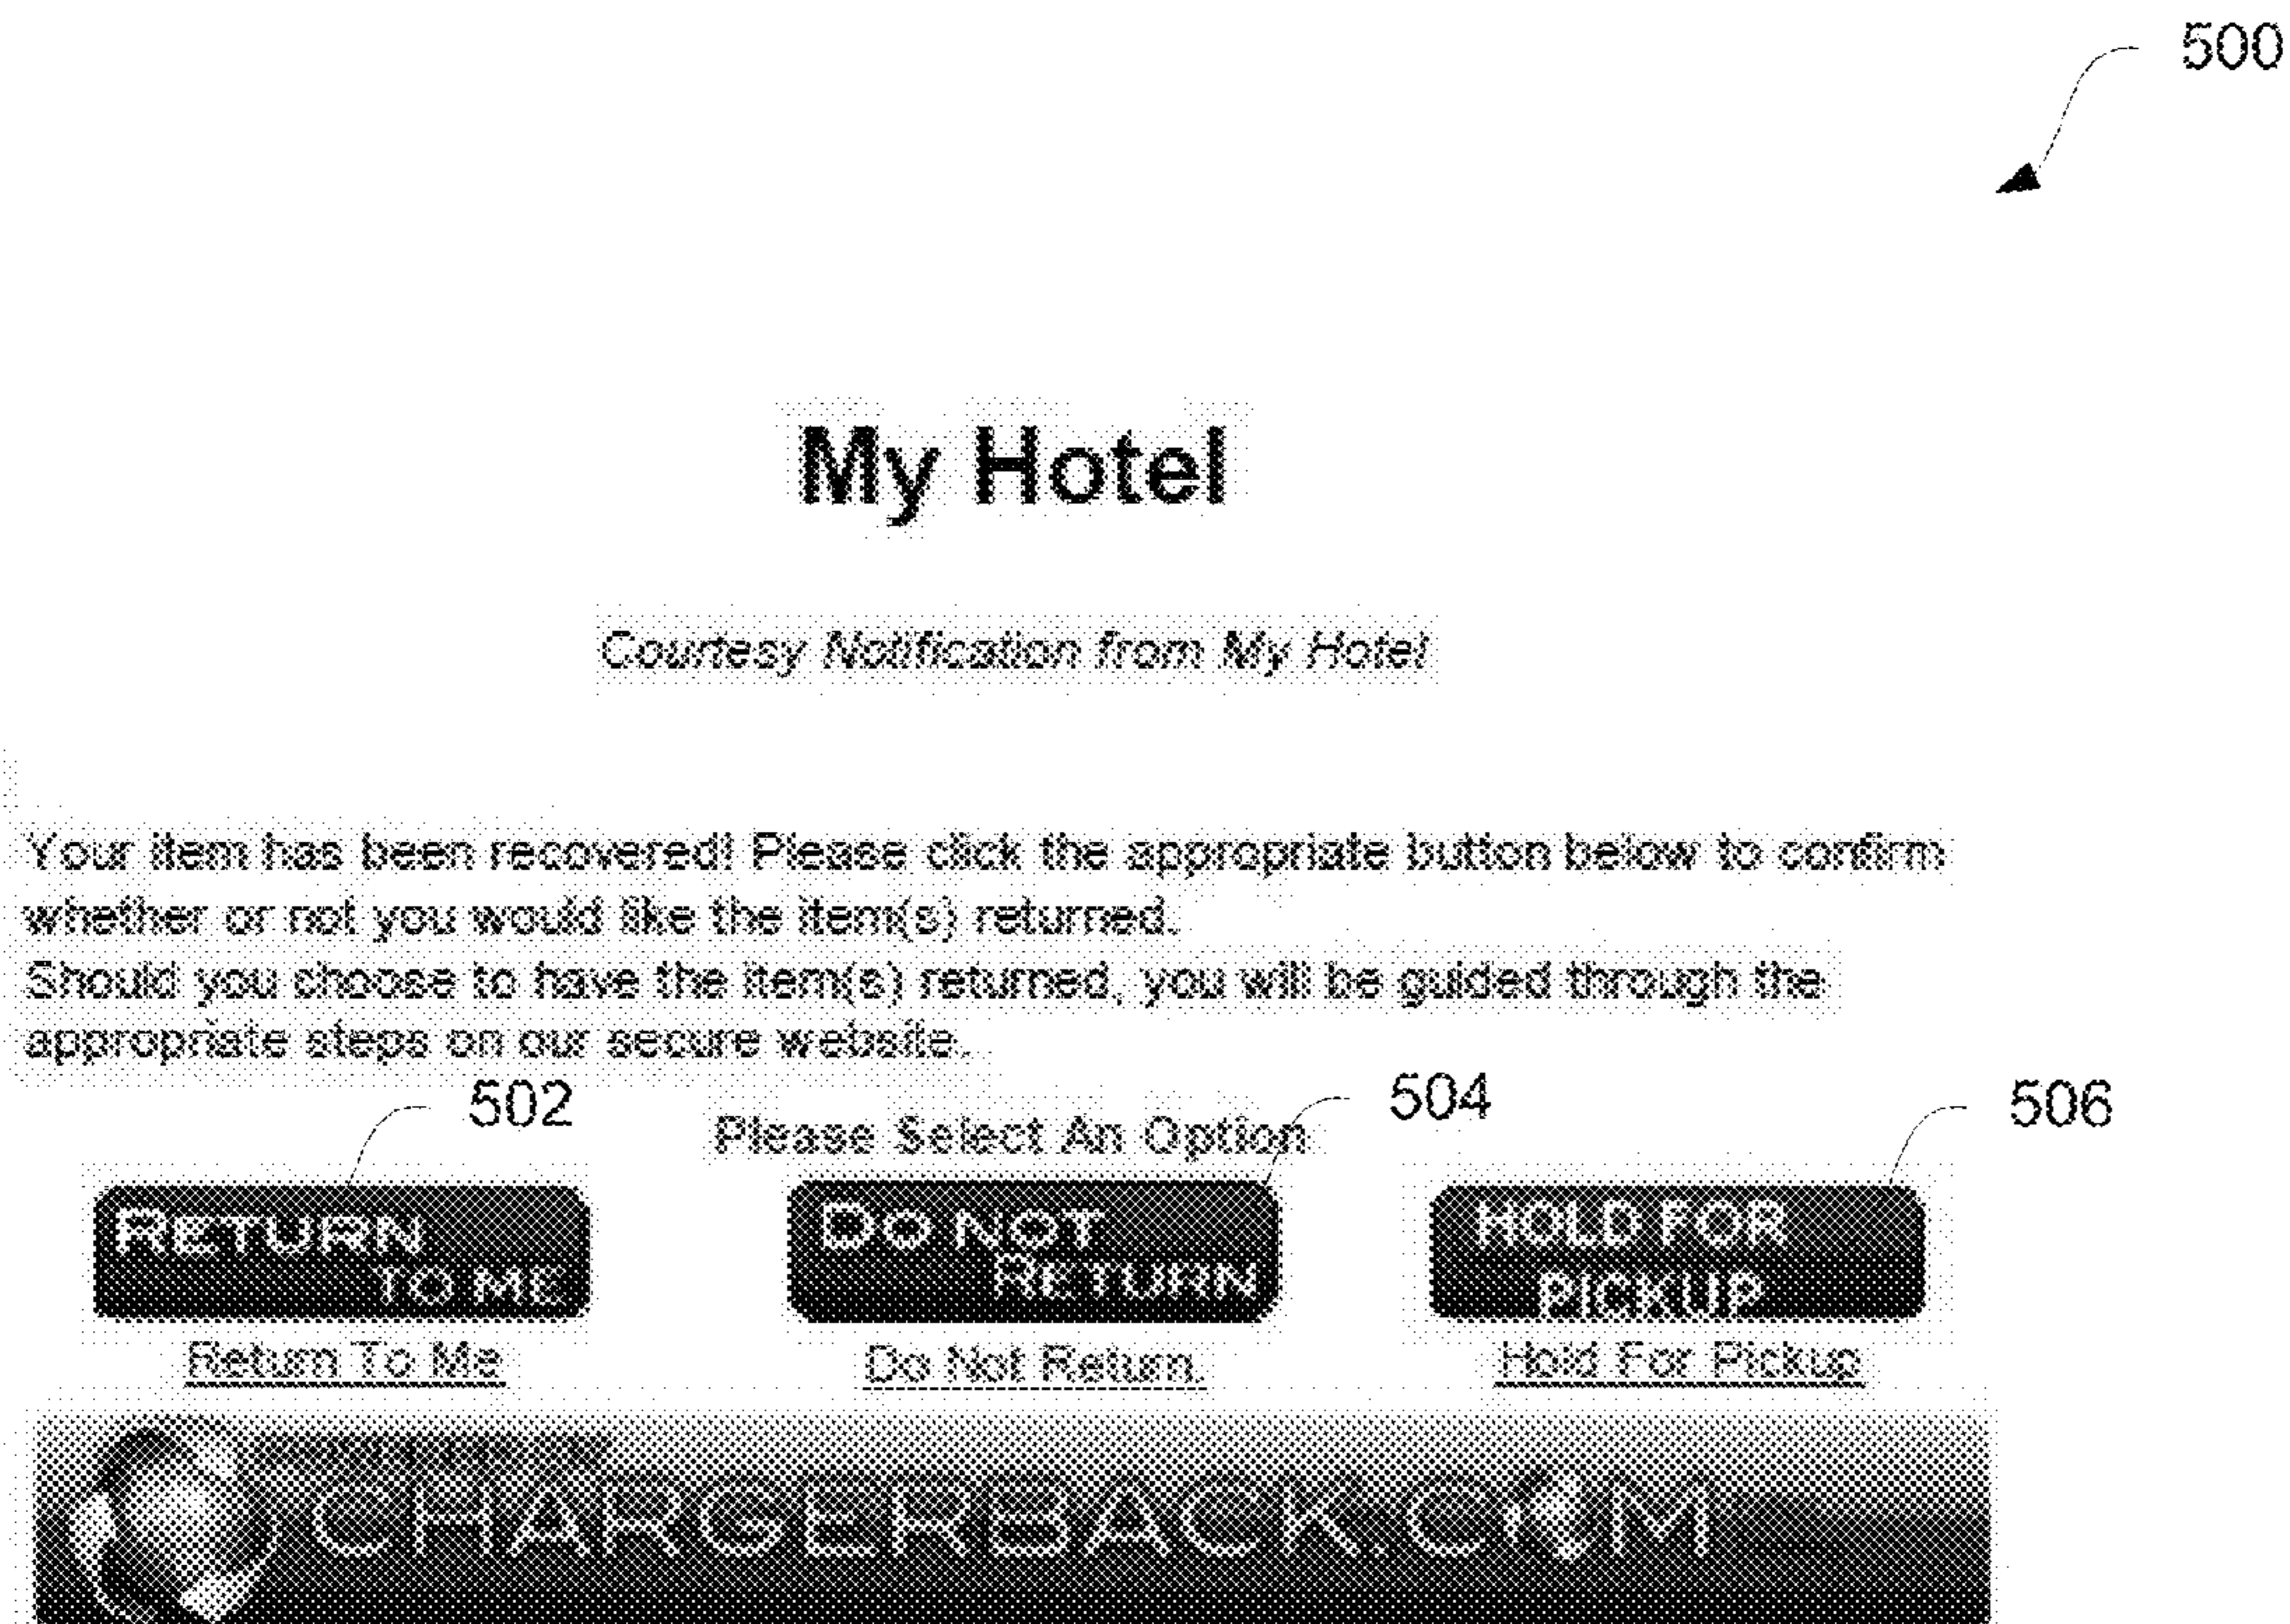 500
My Hotel
Courtesy Notification from My Hotel
Your item has been recovered! Please click the appropriate button below to confirm
whether or not you would like the item(s) returned.
Should you choose to have the item(s) returned, you will be guided through the
appropriate steps on our secure website.
502
504
506
Please Select An Option
RETURN
TO ME
DO NOT
RETURN
HOLD FOR
PICKUP
Return To Me
Do Not Return.
Hold For Pickup
CHARGERBACK.COM